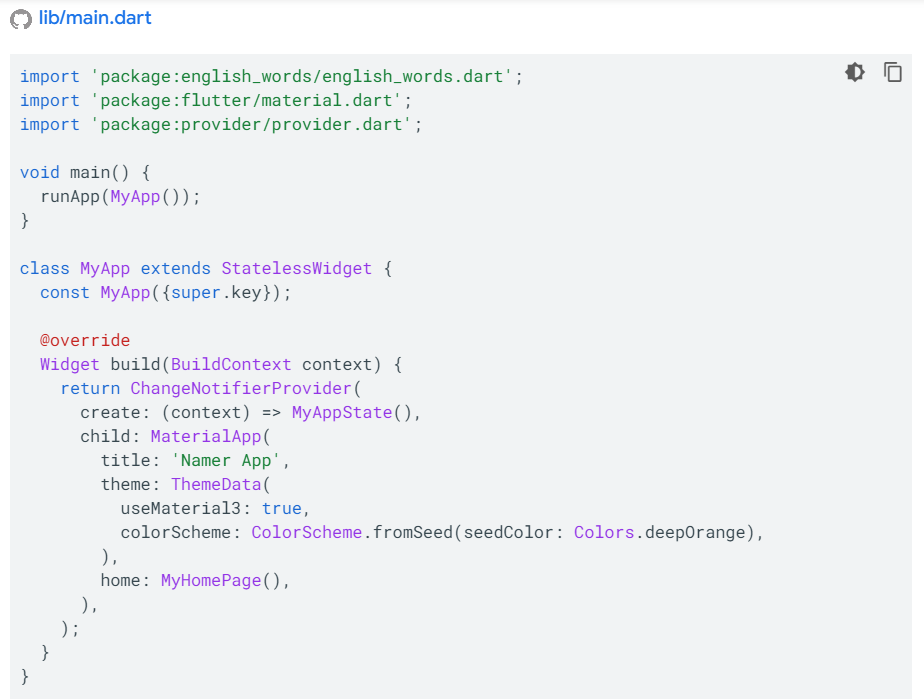 lib/main.dart
import 'package:english_words/english_words.dart';
import 'package:flutter/material.dart';
import 'package:provider/provider.dart';
void main() {
  runApp(MyApp());
}
class MyApp extends StatelessWidget {
  const MyApp({super.key});
  @override
  Widget build(BuildContext context) {
    return ChangeNotifierProvider(
      create: (context) => MyAppState(),
      child: MaterialApp(
        title: 'Namer App',
        theme: ThemeData(
          useMaterial3: true,
          colorScheme: ColorScheme.fromSeed(seedColor: Colors.deepOrange),
        ),
        home: MyHomePage(),
      ),
    );
  }
}